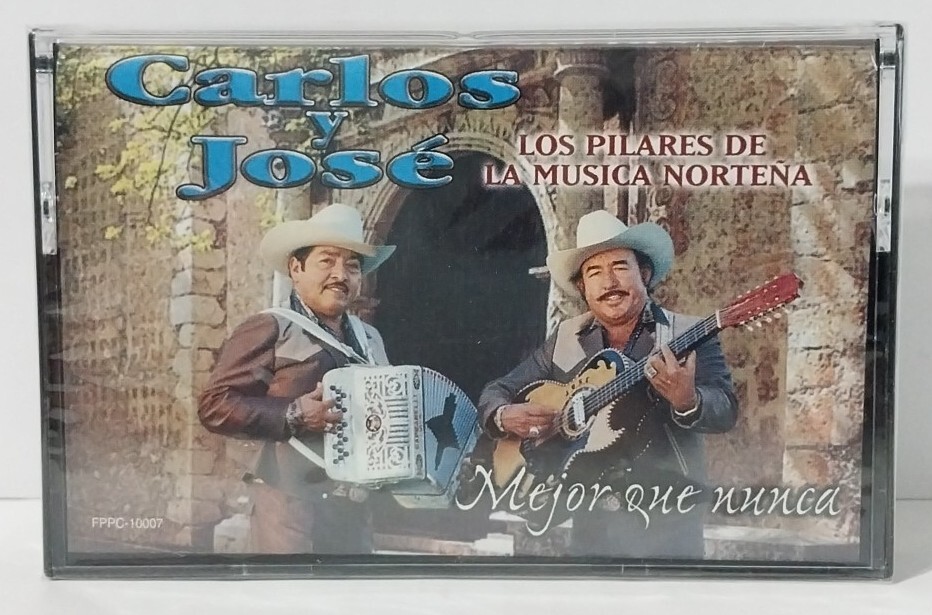 Carlos
y
José
LOS PILARES DE
LA MUSICA NORTEÑA
Mejor que nunca
FPPC-10007